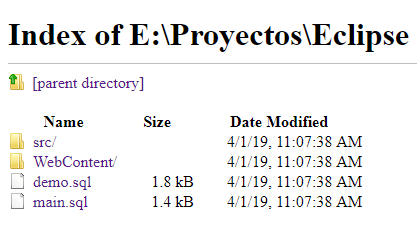 Index of E:\Proyectos\Eclipse
[parent directory]
Name Size Date Modified
src/ 4/1/19, 11:07:38 AM
WebContent/ 4/1/19, 11:07:38 AM
demo.sql 1.8 kB 4/1/19, 11:07:38 AM
main.sql 1.4 kB 4/1/19, 11:07:38 AM